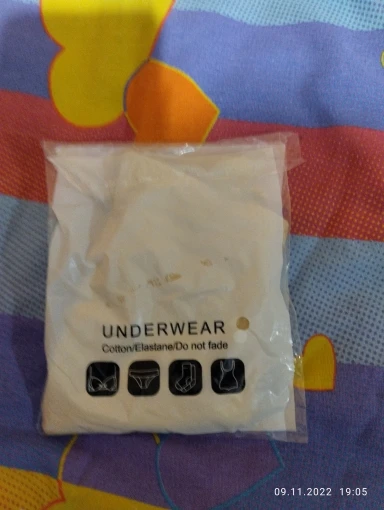 UNDERWEAR
Cotton/Elastane/Do not fade
09.11.2022 19:05